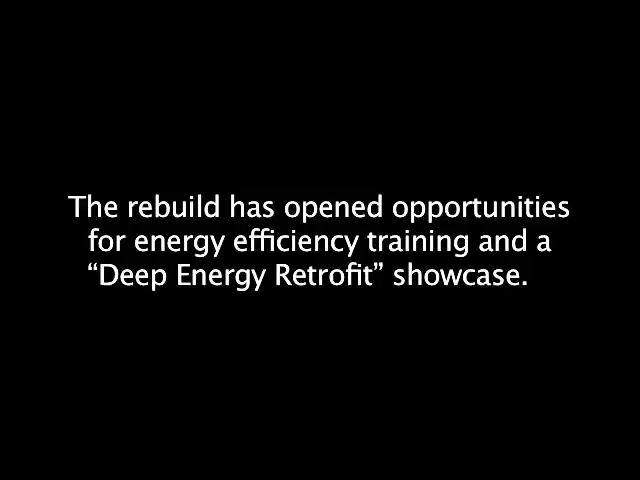 The rebuild has opened opportunities
for energy efficiency training and a
“Deep Energy Retrofit” showcase.